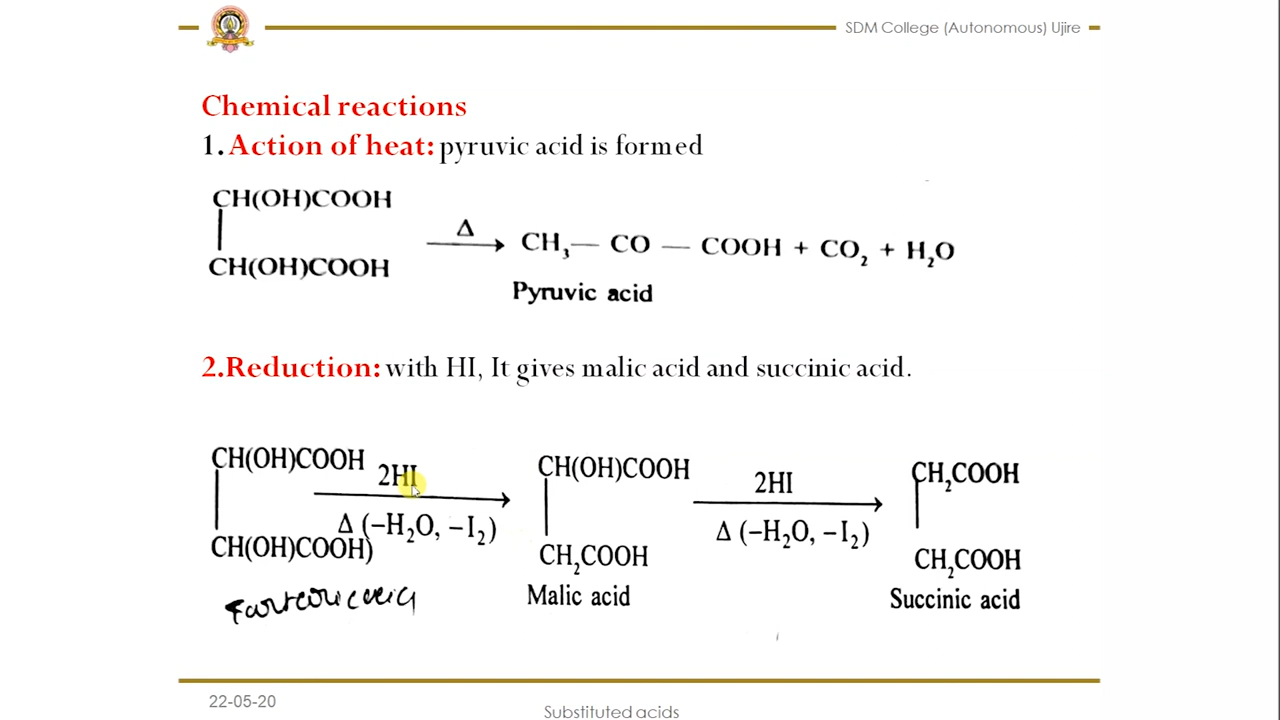 SDM College (Autonomous) Ujire
Chemical reactions
1. Action of heat: pyruvic acid is formed
CH(OH)COOH
CH(OH)COOH
Δ
CH₃— CO — COOH + CO₂ + H₂O
Pyruvic acid
2.Reduction: with HI, It gives malic acid and succinic acid.
CH(OH)COOH
CH(OH)COOH)
2HI
Δ (–H₂O, –I₂)
CH(OH)COOH
CH₂COOH
Malic acid
2HI
Δ (–H₂O, –I₂)
CH₂COOH
CH₂COOH
Succinic acid
22-05-20
Substituted acids